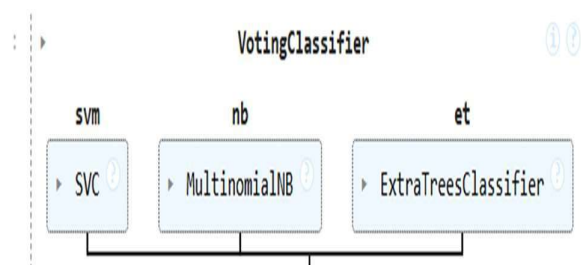 VotingClassifier
i ?
svm nb et
SVC ? MultinomialNB ? ExtraTreesClassifier ?